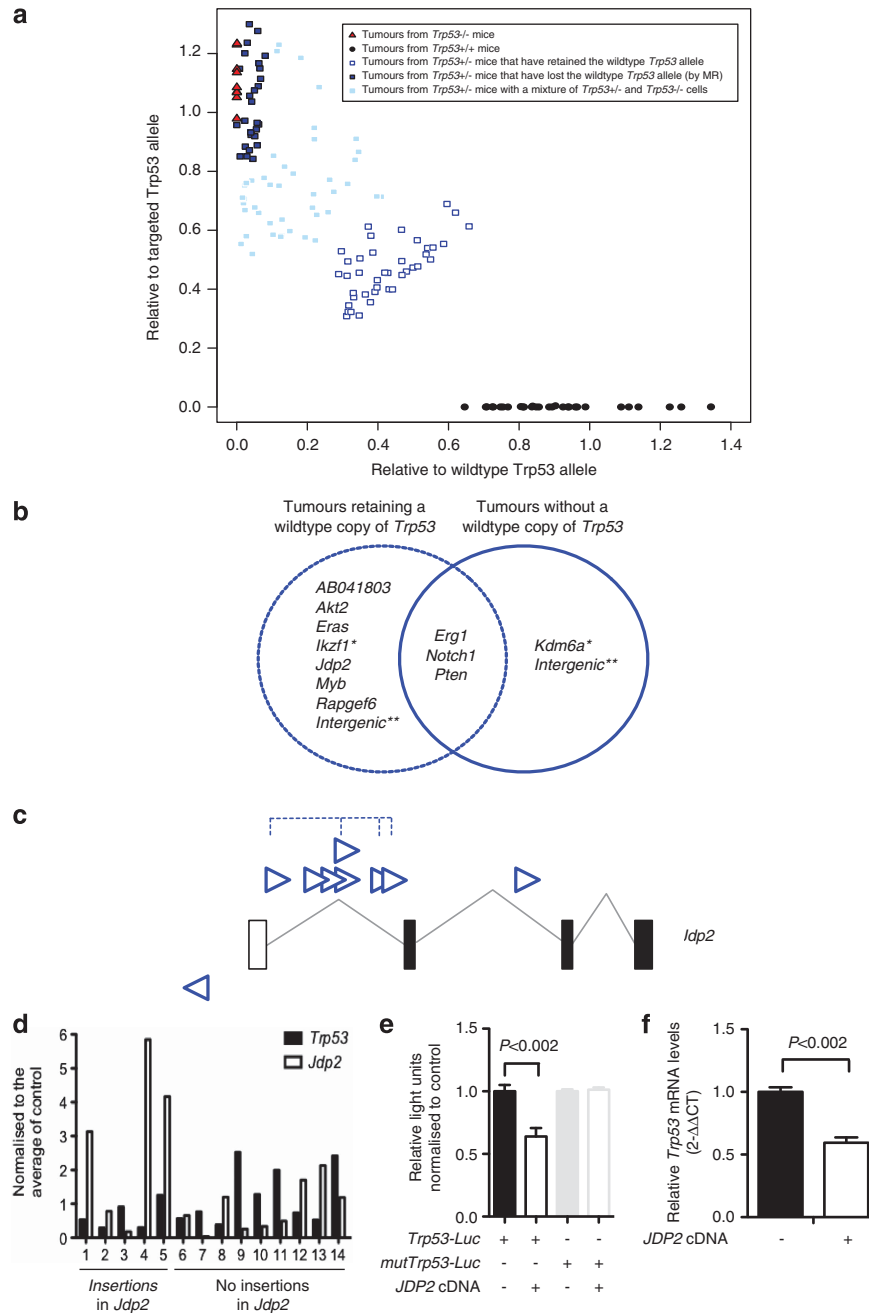 a
Relative to targeted Trp53 allele
1.2
1.0
0.8
0.6
0.4
0.2
0.0
Tumours from Trp53-/- mice
Tumours from Trp53+/+ mice
Tumours from Trp53+/- mice that have retained the wildtype Trp53 allele
Tumours from Trp53+/- mice that have lost the wildtype Trp53 allele (by MR)
Tumours from Trp53+/- mice with a mixture of Trp53+/- and Trp53-/- cells
0.0 0.2 0.4 0.6 0.8 1.0 1.2 1.4
Relative to wildtype Trp53 allele
b
Tumours retaining a
wildtype copy of Trp53
Tumours without a
wildtype copy of Trp53
AB041803
Akt2
Eras
Ikzf1*
Jdp2
Myb
Rapgef6
Intergenic**
Erg1
Notch1
Pten
Kdm6a*
Intergenic**
c
Idp2
d
Normalised to the
average of control
6
5
4
3
2
1
0
Trp53
Jdp2
1 2 3 4 5 6 7 8 9 10 11 12 13 14
Insertions
in Jdp2
No insertions
in Jdp2
e
Relative light units
normalised to control
1.5
1.0
0.5
0.0
P<0.002
Trp53-Luc + + - -
mutTrp53-Luc - - + +
JDP2 cDNA - + - +
f
Relative Trp53 mRNA levels
(2-ΔΔCT)
1.5
1.0
0.5
0.0
P<0.002
JDP2 cDNA - +